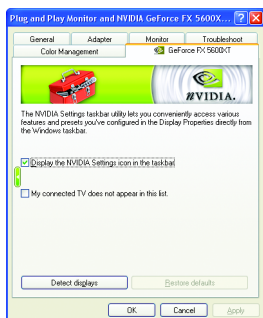 Plug and Play Monitor and NVIDIA GeForce FX 5600X...
General Adapter Monitor Troubleshoot
Color Management GeForce FX 5600XT
NVIDIA.
The NVIDIA Settings taskbar utility lets you conveniently access various
features and presets you've configured in the Display Properties directly from
the Windows taskbar.
Display the NVIDIA Settings icon in the taskbar
My connected TV does not appear in this list.
Detect displays Restore defaults
OK Cancel Apply